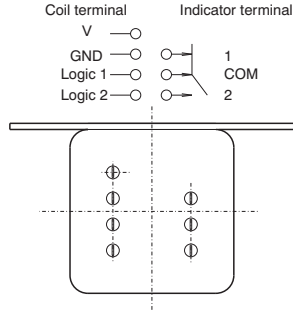 Coil terminal Indicator terminal
V
GND 1
Logic 1 COM
Logic 2 2